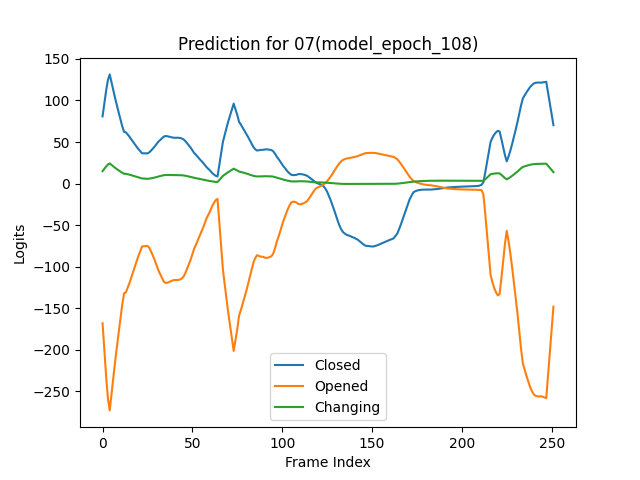 Prediction for 07(model_epoch_108)
150
100
50
0
−50
−100
−150
−200
−250
Logits
Closed
Opened
Changing
0 50 100 150 200 250
Frame Index